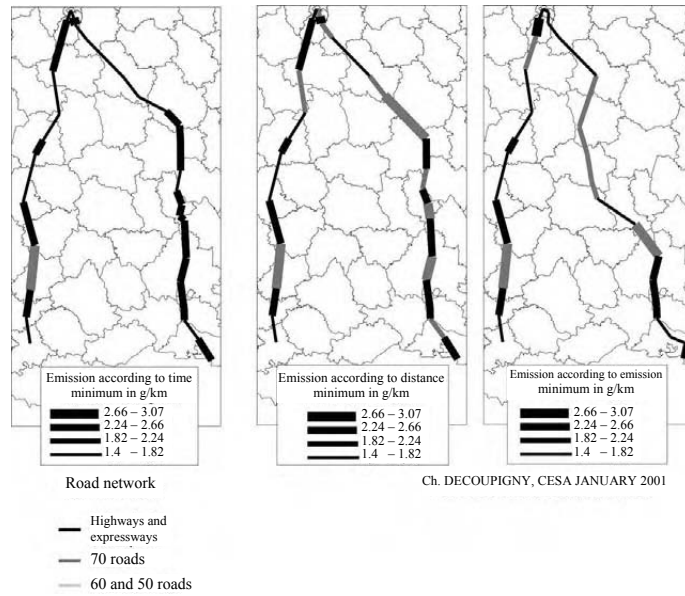 Emission according to time
minimum in g/km
2.66 – 3.07
2.24 – 2.66
1.82 – 2.24
1.4 – 1.82
Emission according to distance
minimum in g/km
2.66 – 3.07
2.24 – 2.66
1.82 – 2.24
1.4 – 1.82
Emission according to emission
minimum in g/km
2.66 – 3.07
2.24 – 2.66
1.82 – 2.24
1.4 – 1.82
Road network
Ch. DECOUPIGNY, CESA JANUARY 2001
Highways and
expressways
70 roads
60 and 50 roads